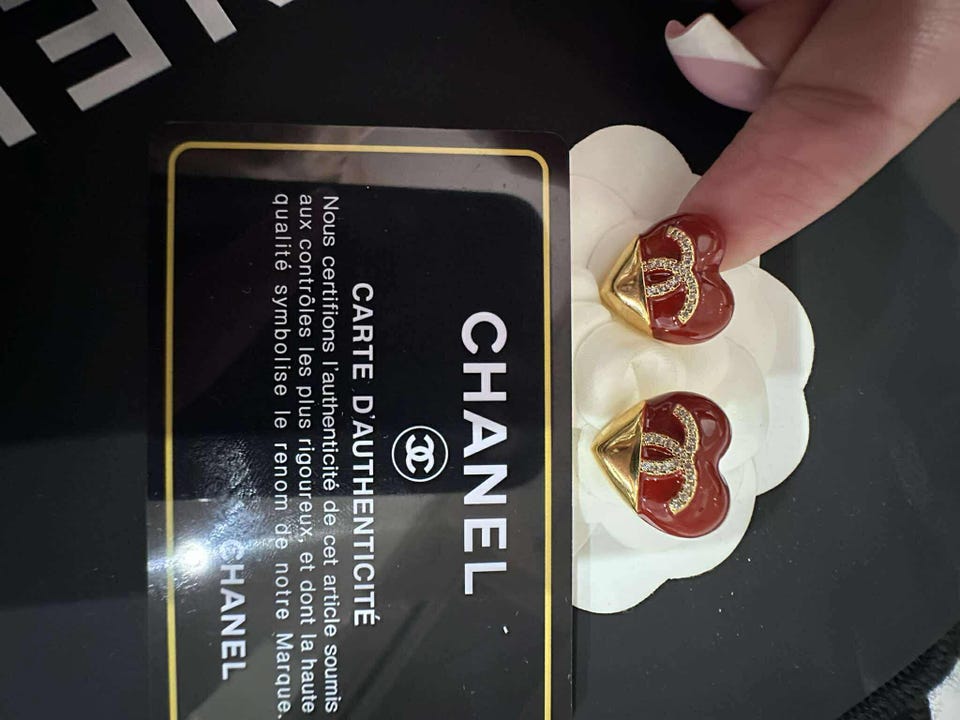 CHANEL
CARTE D'AUTHENTICITÉ
Nous certifions l'authenticité de cet article soumis
aux contrôles les plus rigoureux, et dont la haute
qualité symbolise le renom de notre Marque.
CHANEL
NEL